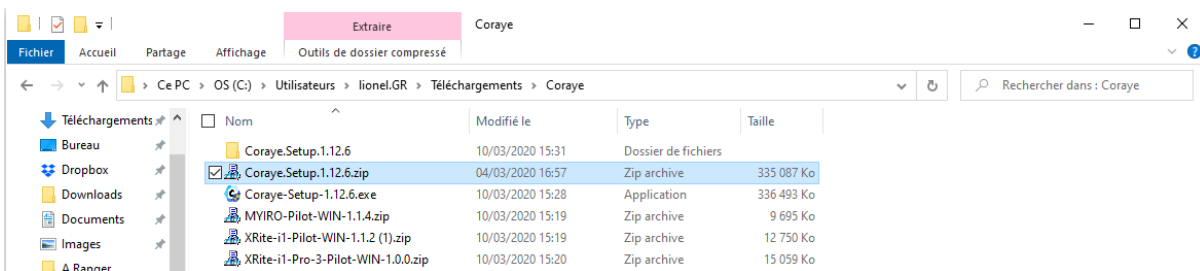 Extraire
Coraye
Fichier Accueil Partage Affichage Outils de dossier compressé
Ce PC > OS (C:) > Utilisateurs > lionel.GR > Téléchargements > Coraye
Rechercher dans : Coraye
Téléchargements
Bureau
Dropbox
Downloads
Documents
Images
A Ranger
Nom Modifié le Type Taille
Coraye.Setup.1.12.6 10/03/2020 15:31 Dossier de fichiers
Coraye.Setup.1.12.6.zip 04/03/2020 16:57 Zip archive 335 087 Ko
Coraye-Setup-1.12.6.exe 10/03/2020 15:28 Application 336 493 Ko
MYIRO-Pilot-WIN-1.1.4.zip 10/03/2020 15:19 Zip archive 9 695 Ko
XRite-i1-Pilot-WIN-1.1.2 (1).zip 10/03/2020 15:19 Zip archive 12 750 Ko
XRite-i1-Pro-3-Pilot-WIN-1.0.0.zip 10/03/2020 15:20 Zip archive 15 059 Ko